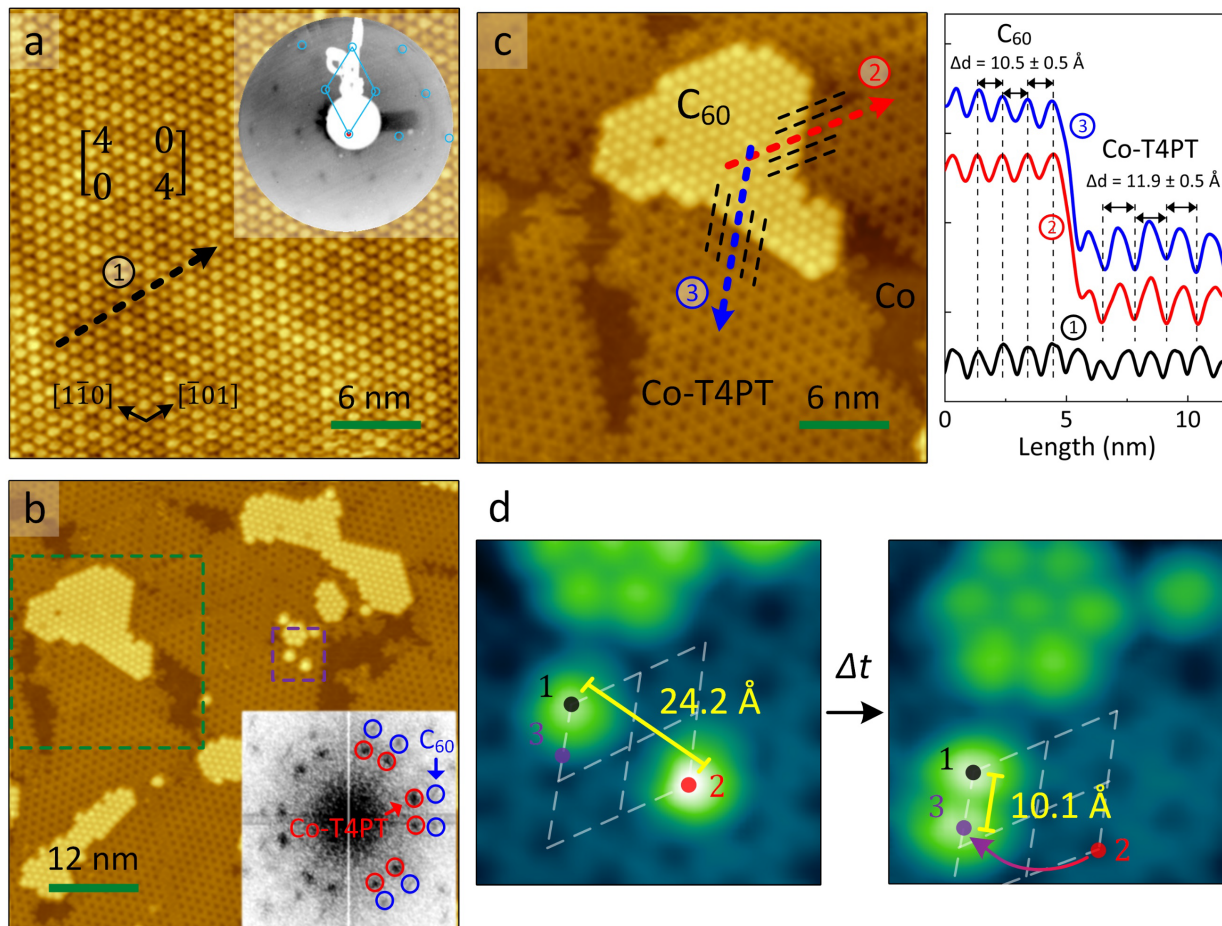 a
[4 0
0 4]
1
[11̅0]
[1̅01]
6 nm
c
C60
2
3
Co
Co-T4PT
6 nm
C60
Δd = 10.5 ± 0.5 Å
3
Co-T4PT
Δd = 11.9 ± 0.5 Å
2
1
0
5
10
Length (nm)
b
C60
Co-T4PT
12 nm
d
1
3
24.2 Å
2
Δt
1
3
10.1 Å
2